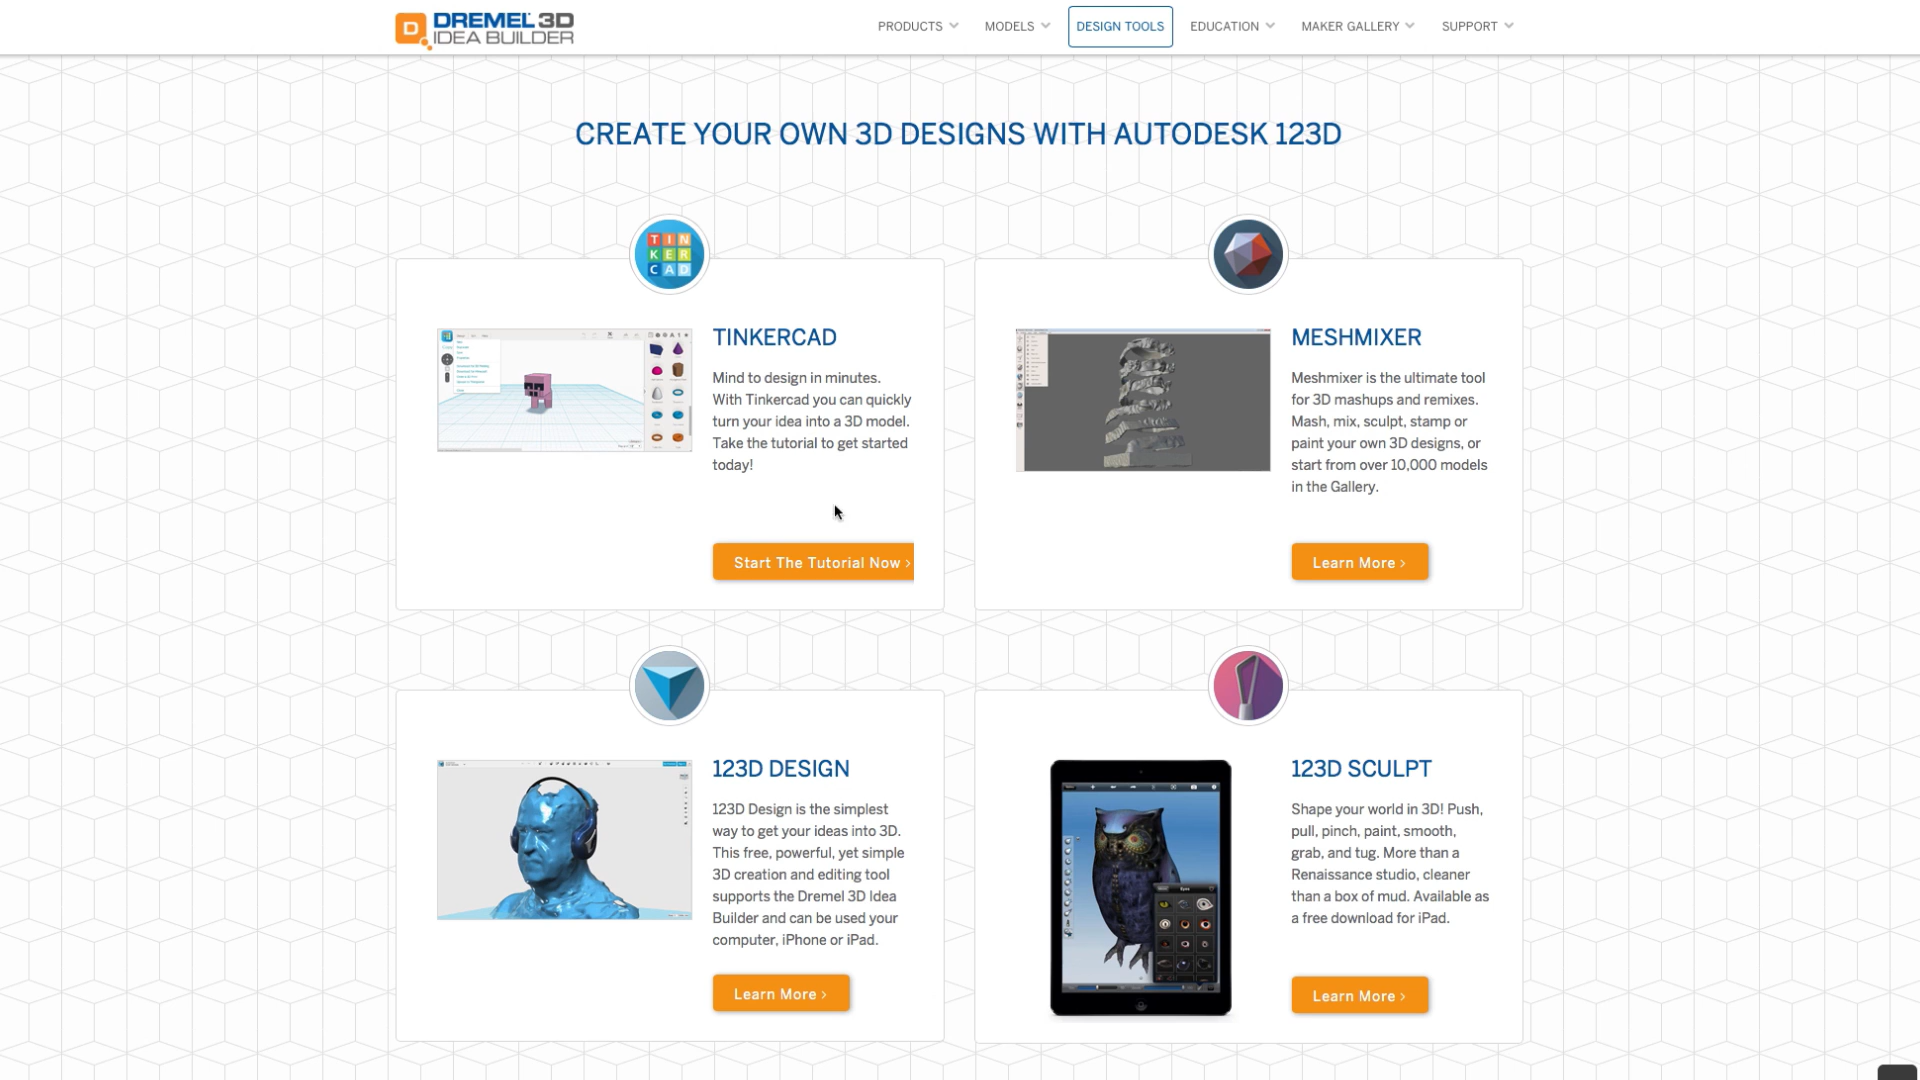 DREMEL 3D
IDEA BUILDER
PRODUCTS
MODELS
DESIGN TOOLS
EDUCATION
MAKER GALLERY
SUPPORT
CREATE YOUR OWN 3D DESIGNS WITH AUTODESK 123D
TIN
KER
CAD
TINKERCAD
Mind to design in minutes.
With Tinkercad you can quickly
turn your idea into a 3D model.
Take the tutorial to get started
today!
Start The Tutorial Now ›
MESHMIXER
Meshmixer is the ultimate tool
for 3D mashups and remixes.
Mash, mix, sculpt, stamp or
paint your own 3D designs, or
start from over 10,000 models
in the Gallery.
Learn More ›
123D DESIGN
123D Design is the simplest
way to get your ideas into 3D.
This free, powerful, yet simple
3D creation and editing tool
supports the Dremel 3D Idea
Builder and can be used your
computer, iPhone or iPad.
Learn More ›
Eyes
123D SCULPT
Shape your world in 3D! Push,
pull, pinch, paint, smooth,
grab, and tug. More than a
Renaissance studio, cleaner
than a box of mud. Available as
a free download for iPad.
Learn More ›